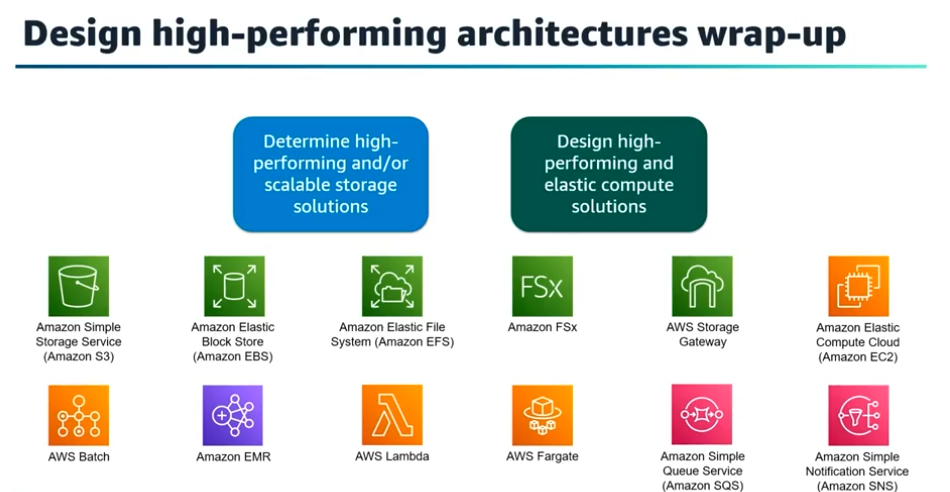 Design high-performing architectures wrap-up
Determine high-
performing and/or
scalable storage
solutions
Design high-
performing and
elastic compute
solutions
Amazon Simple
Storage Service
(Amazon S3)
Amazon Elastic
Block Store
(Amazon EBS)
Amazon Elastic File
System (Amazon EFS)
FSx
Amazon FSx
AWS Storage
Gateway
Amazon Elastic
Compute Cloud
(Amazon EC2)
AWS Batch
Amazon EMR
AWS Lambda
AWS Fargate
Amazon Simple
Queue Service
(Amazon SQS)
Amazon Simple
Notification Service
(Amazon SNS)